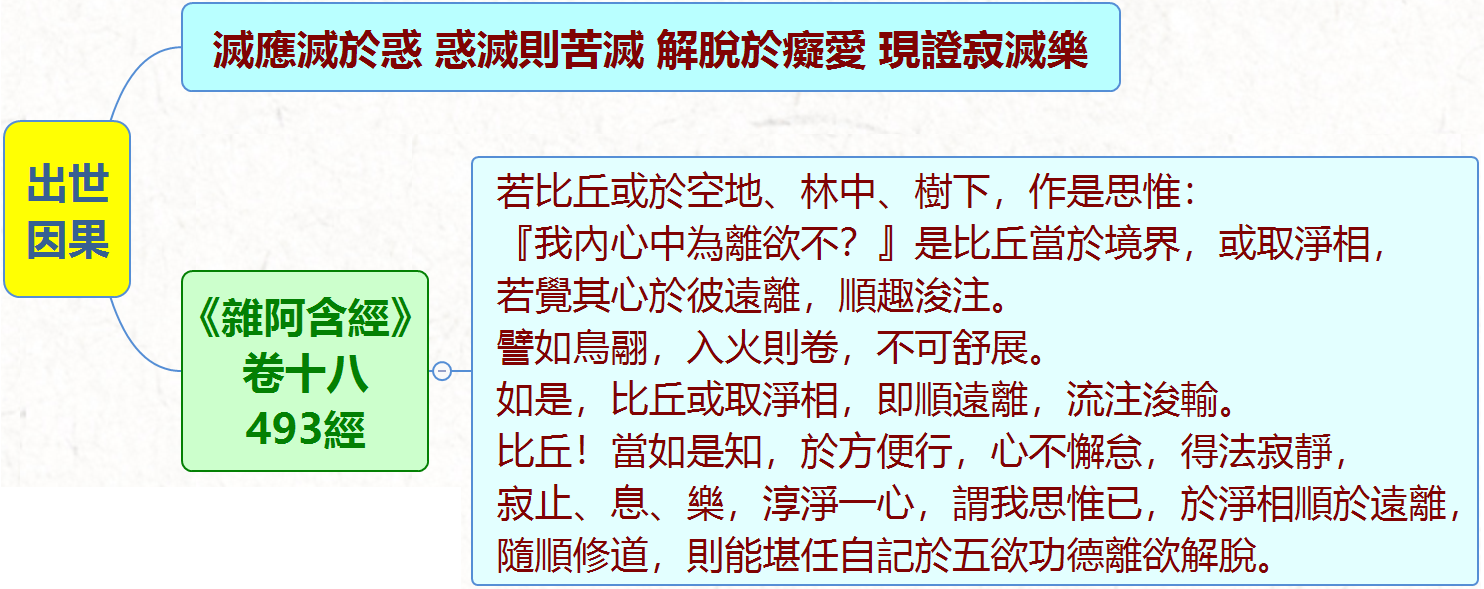 滅應滅於惑 惑滅則苦滅 解脫於癡愛 現證寂滅樂
出世
因果
《雜阿含經》
卷十八
493經
若比丘或於空地、林中、樹下，作是思惟：
『我內心中為離欲不？』是比丘當於境界，或取淨相，
若覺其心於彼遠離，順趣浚注。
譬如鳥翮，入火則卷，不可舒展。
如是，比丘或取淨相，即順遠離，流注浚輸。
比丘！當如是知，於方便行，心不懈怠，得法寂靜，
寂止、息、樂，淳淨一心，謂我思惟已，於淨相順於遠離，
隨順修道，則能堪任自記於五欲功德離欲解脫。